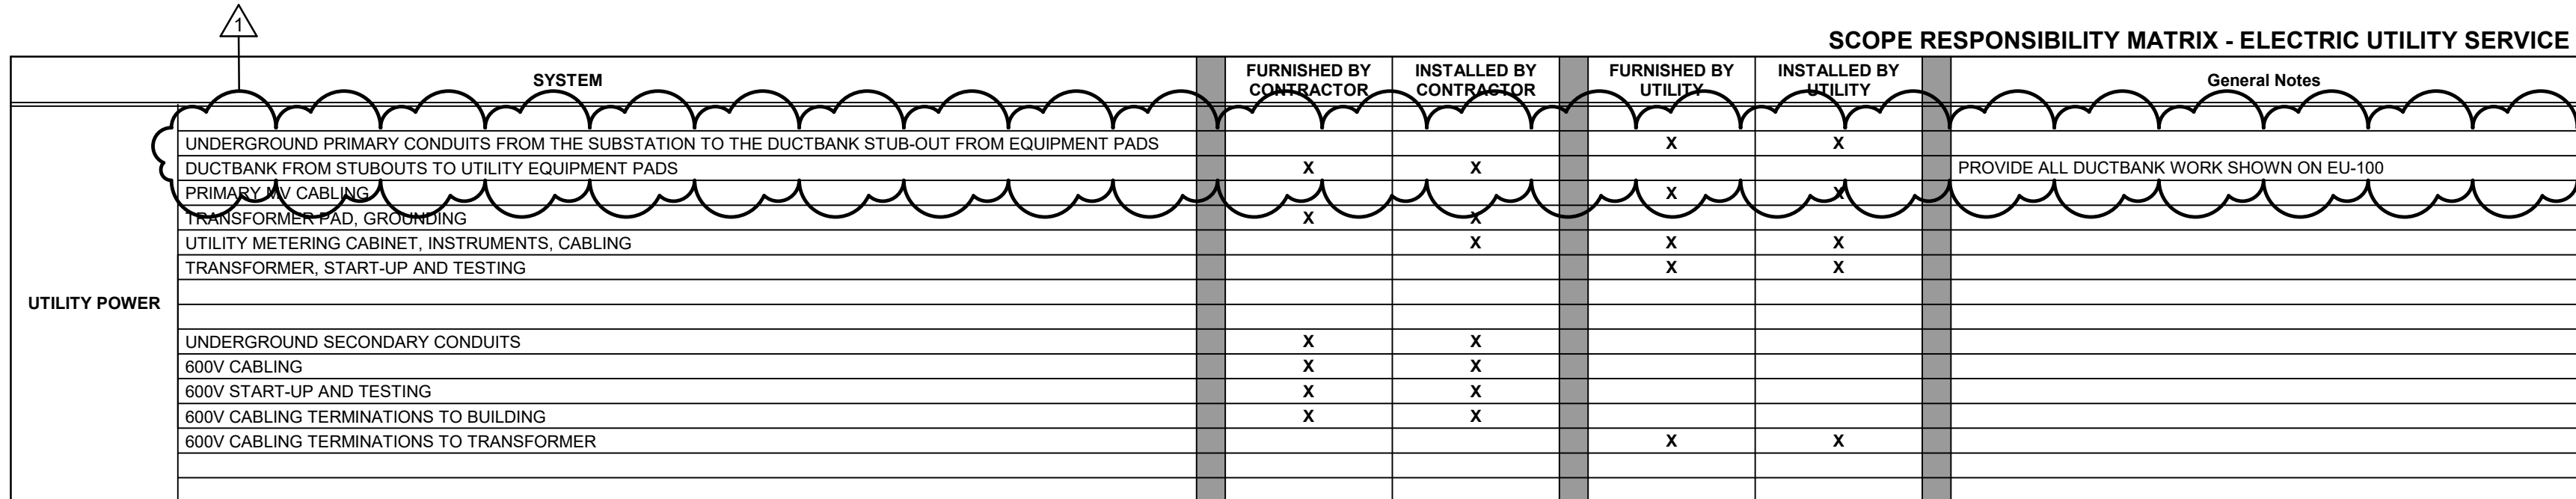 1
SCOPE RESPONSIBILITY MATRIX - ELECTRIC UTILITY SERVICE
SYSTEM
FURNISHED BY
CONTRACTOR
INSTALLED BY
CONTRACTOR
FURNISHED BY
UTILITY
INSTALLED BY
UTILITY
General Notes
UNDERGROUND PRIMARY CONDUITS FROM THE SUBSTATION TO THE DUCTBANK STUB-OUT FROM EQUIPMENT PADS X X
DUCTBANK FROM STUBOUTS TO UTILITY EQUIPMENT PADS X X PROVIDE ALL DUCTBANK WORK SHOWN ON EU-100
PRIMARY MV CABLING X X
TRANSFORMER PAD, GROUNDING X X
UTILITY METERING CABINET, INSTRUMENTS, CABLING X X X
TRANSFORMER, START-UP AND TESTING X X
UTILITY POWER
UNDERGROUND SECONDARY CONDUITS X X
600V CABLING X X
600V START-UP AND TESTING X X
600V CABLING TERMINATIONS TO BUILDING X X
600V CABLING TERMINATIONS TO TRANSFORMER X X